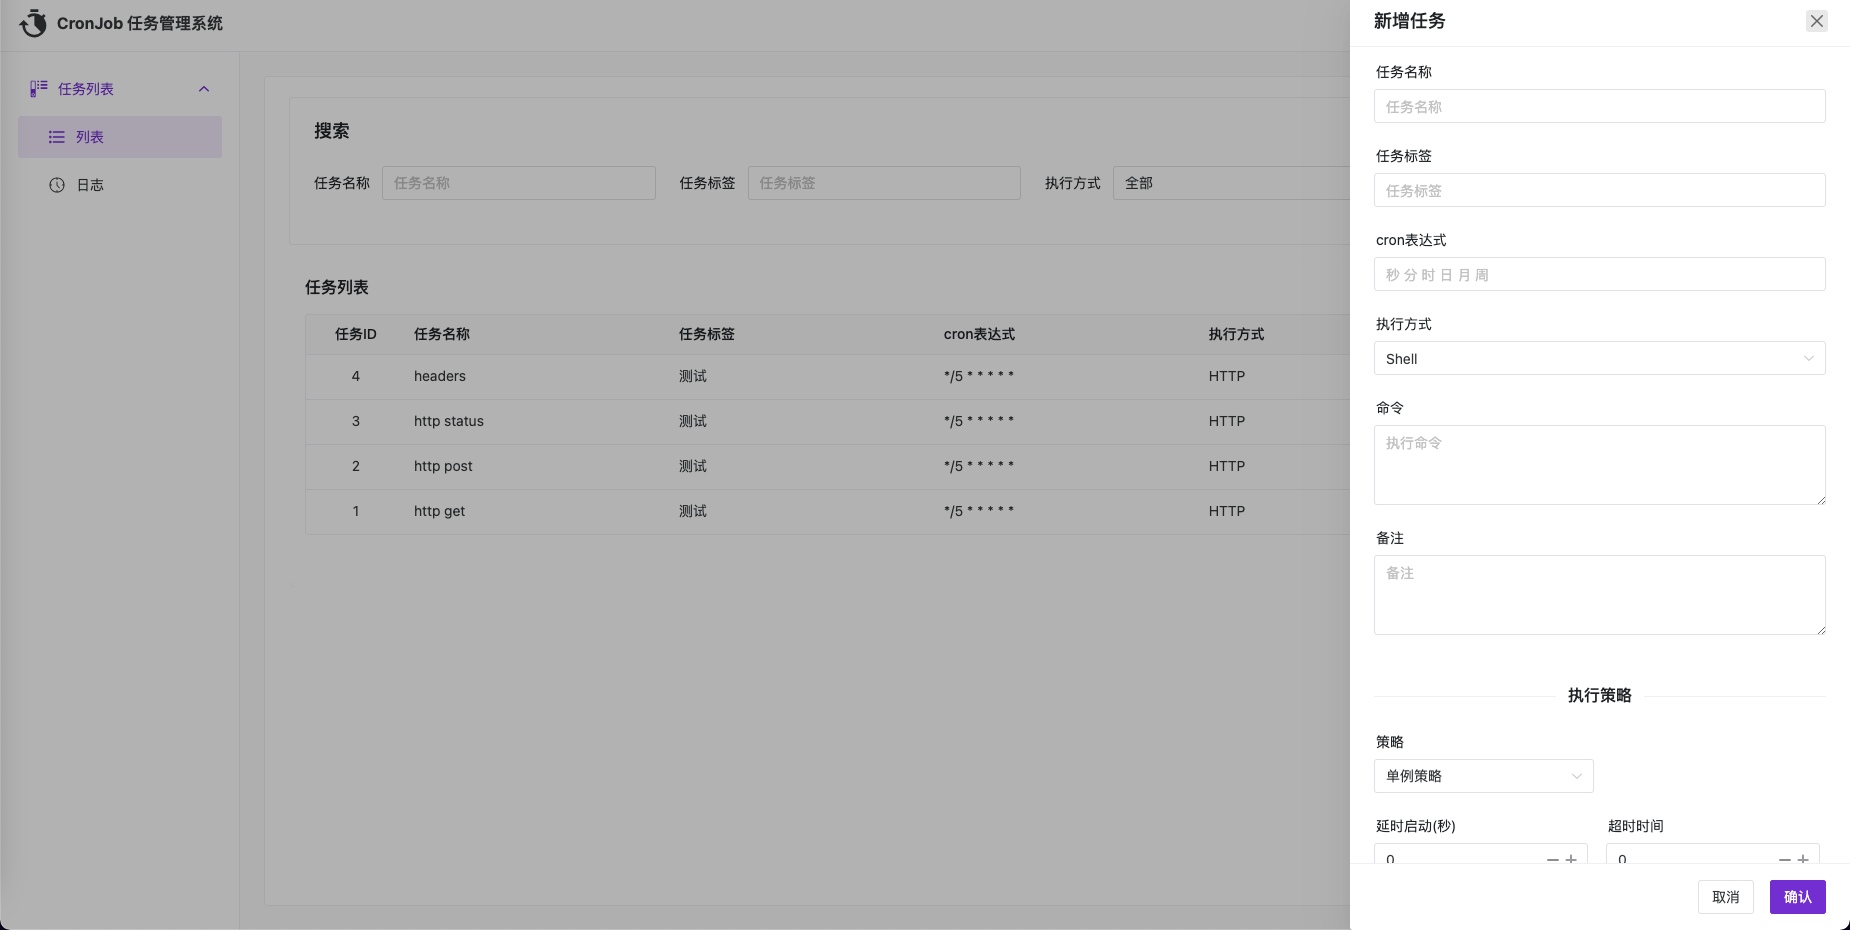 CronJob 任务管理系统
任务列表
列表
日志
搜索
任务名称 任务名称 任务标签 任务标签 执行方式 全部
任务列表
任务ID 任务名称 任务标签 cron表达式 执行方式
4 headers 测试 */5 * * * * * HTTP
3 http status 测试 */5 * * * * * HTTP
2 http post 测试 */5 * * * * * HTTP
1 http get 测试 */5 * * * * * HTTP
新增任务
任务名称
任务名称
任务标签
任务标签
cron表达式
秒 分 时 日 月 周
执行方式
Shell
命令
执行命令
备注
备注
执行策略
策略
单例策略
延时启动(秒) 超时时间
0 0
取消 确认